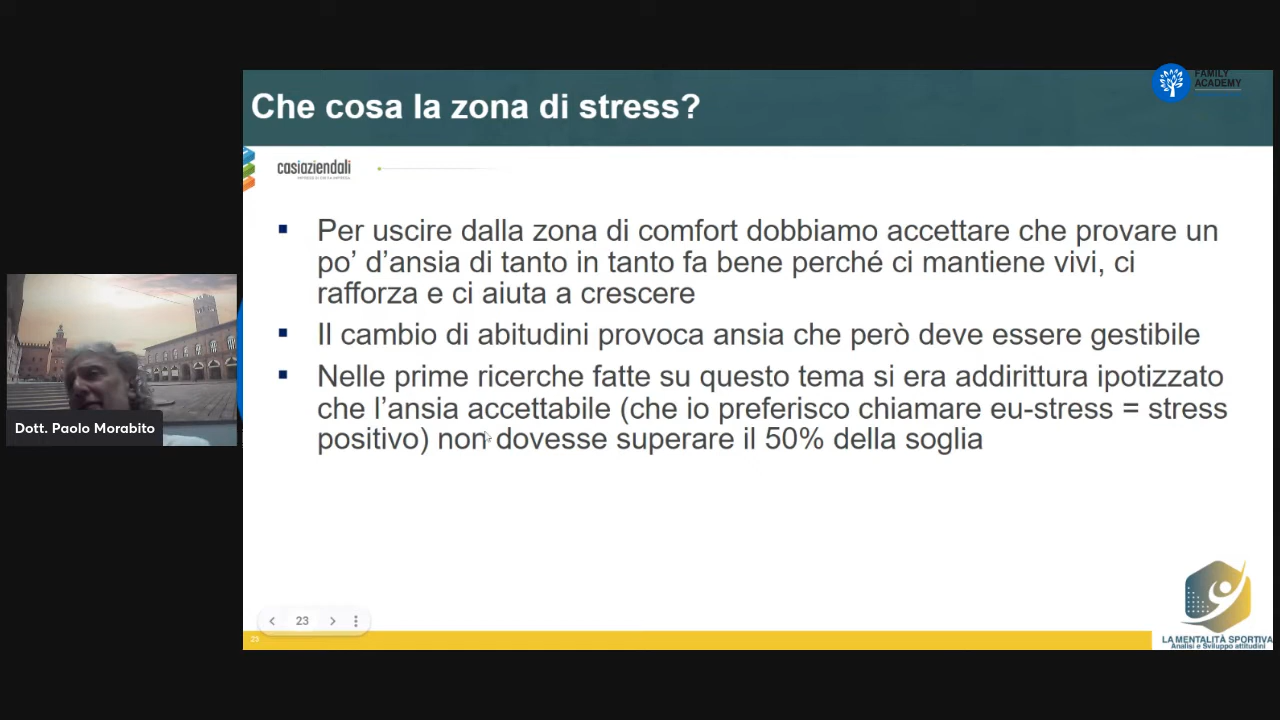 FAMILY
ACADEMY
Che cosa la zona di stress?
casiaziendali
Per uscire dalla zona di comfort dobbiamo accettare che provare un
po’ d’ansia di tanto in tanto fa bene perché ci mantiene vivi, ci
rafforza e ci aiuta a crescere
Il cambio di abitudini provoca ansia che però deve essere gestibile
Nelle prime ricerche fatte su questo tema si era addirittura ipotizzato
che l’ansia accettabile (che io preferisco chiamare eu-stress = stress
positivo) non dovesse superare il 50% della soglia
Dott. Paolo Morabito
23
23
LA MENTALITÀ SPORTIVA
Analisi e Sviluppo attitudini